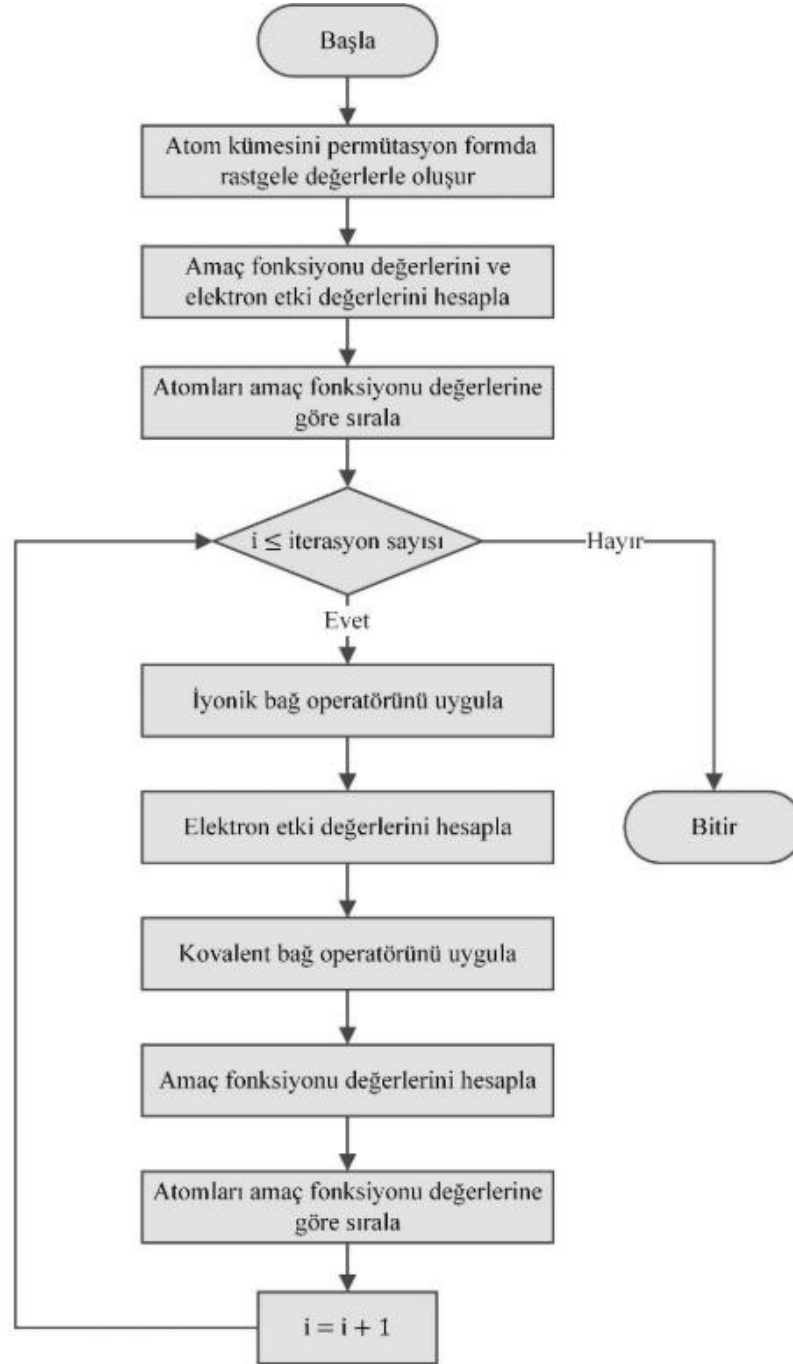 Başla
Atom kümesini permütasyon formda
rastgele değerlerle oluşur
Amaç fonksiyonu değerlerini ve
elektron etki değerlerini hesapla
Atomları amaç fonksiyonu değerlerine
göre sırala
i ≤ iterasyon sayısı
Hayır
Evet
İyonik bağ operatörünü uygula
Elektron etki değerlerini hesapla
Bitir
Kovalent bağ operatörünü uygula
Amaç fonksiyonu değerlerini hesapla
Atomları amaç fonksiyonu değerlerine
göre sırala
i = i + 1